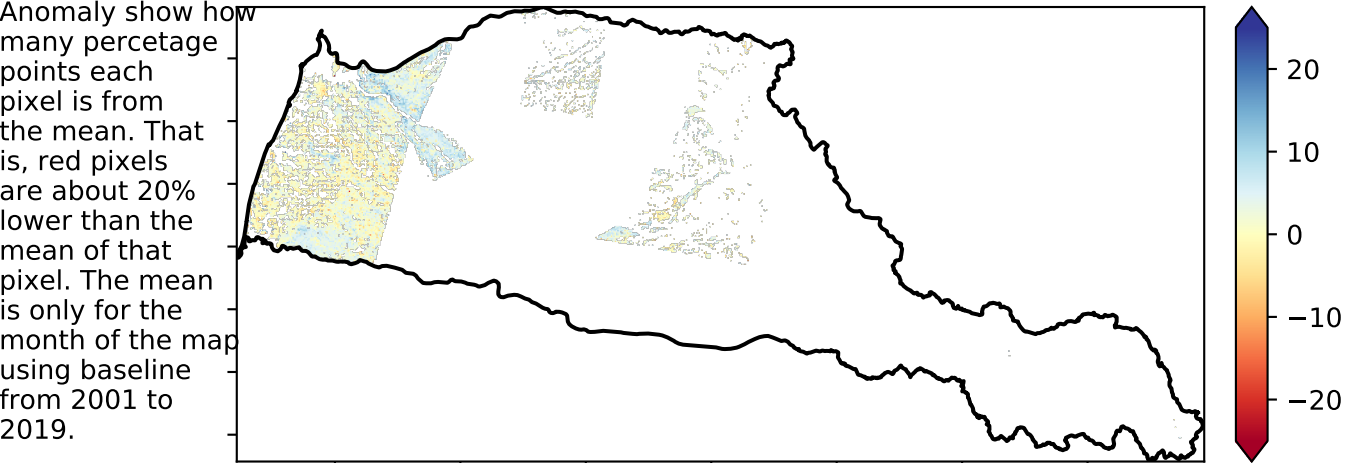 Anomaly show how
many percetage
points each
pixel is from
the mean. That
is, red pixels
are about 20%
lower than the
mean of that
pixel. The mean
is only for the
month of the map
using baseline
from 2001 to
2019.
20
10
0
−10
−20